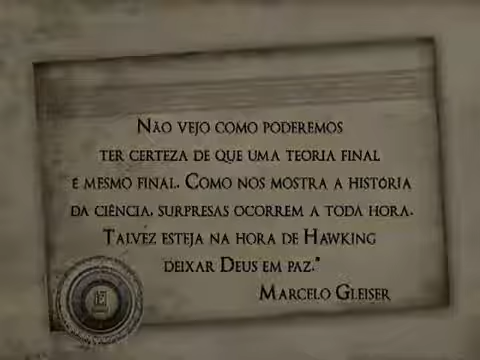 Não vejo como poderemos
ter certeza de que uma teoria final
é mesmo final. Como nos mostra a história
da ciência, surpresas ocorrem a toda hora.
Talvez esteja na hora de Hawking
deixar Deus em paz."
Marcelo Gleiser